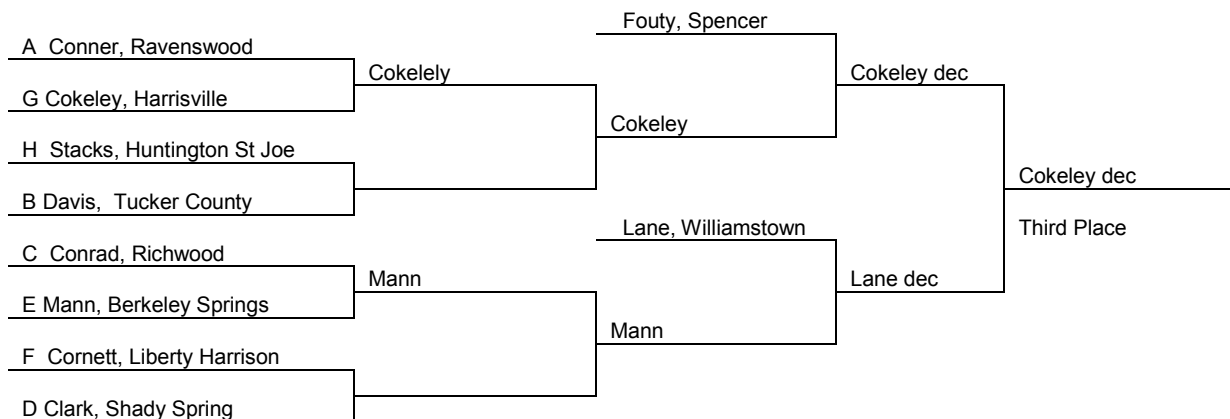 Fouty, Spencer
A Conner, Ravenswood
Cokelely
Cokeley dec
G Cokeley, Harrisville
Cokeley
H Stacks, Huntington St Joe
Cokeley dec
B Davis, Tucker County
Lane, Williamstown
Third Place
C Conrad, Richwood
Mann
Lane dec
E Mann, Berkeley Springs
Mann
F Cornett, Liberty Harrison
D Clark, Shady Spring